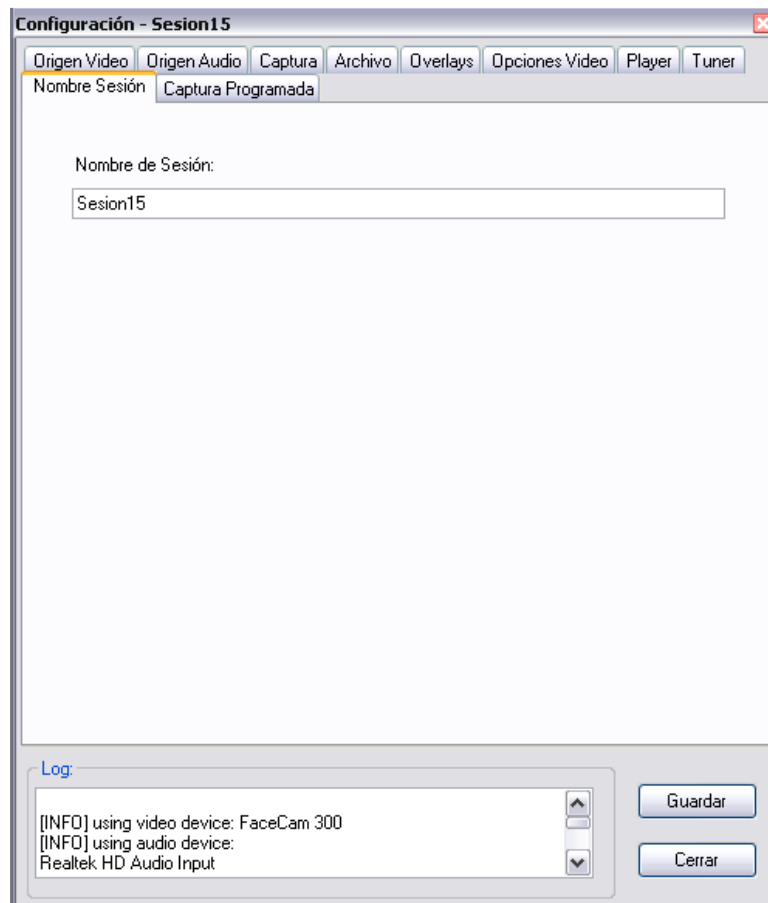 Configuración - Sesion15
Origen Video Origen Audio Captura Archivo Overlays Opciones Video Player Tuner
Nombre Sesión Captura Programada
Nombre de Sesión:
Sesion15
Log:
[INFO] using video device: FaceCam 300
[INFO] using audio device:
Realtek HD Audio Input
Guardar
Cerrar